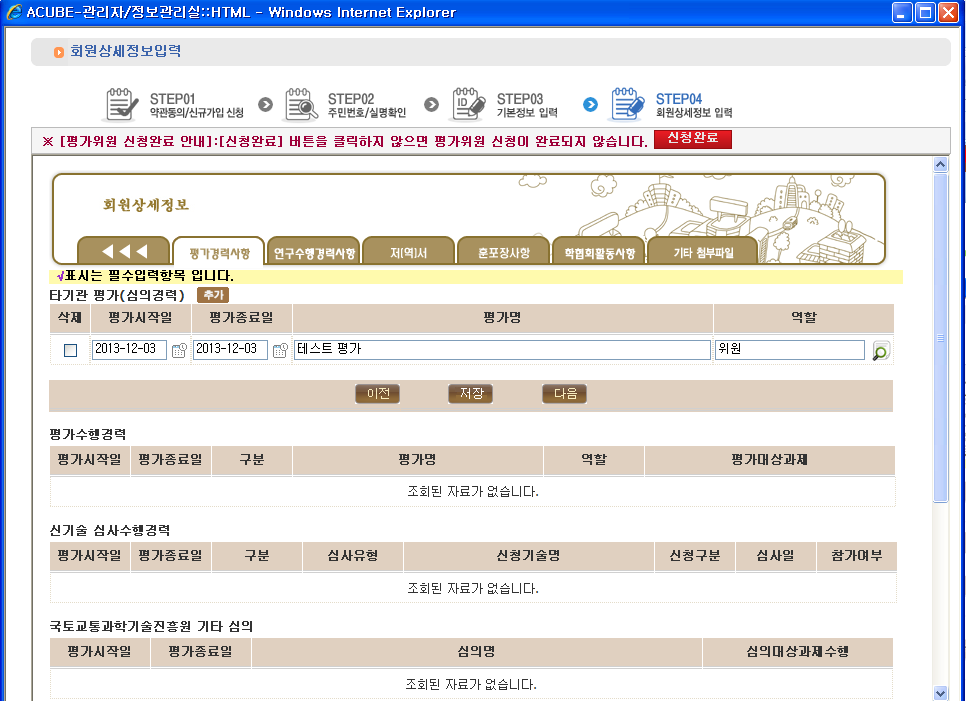 ACUBE-관리자/정보관리실::HTML - Windows Internet Explorer
회원상세정보입력
STEP01
약관동의/신규가입 신청
STEP02
주민번호/실명확인
STEP03
기본정보 입력
STEP04
회원상세정보 입력
※ [평가위원 신청완료 안내]:[신청완료] 버튼을 클릭하지 않으면 평가위원 신청이 완료되지 않습니다. 신청완료
회원상세정보
평가경력사항 연구수행경력사항 저(역)서 훈포장사항 학협회활동사항 기타 첨부파일
√표시는 필수입력항목 입니다.
타기관 평가(심의경력) 추가
삭제 평가시작일 평가종료일 평가명 역할
2013-12-03 2013-12-03 테스트 평가 위원
이전 저장 다음
평가수행경력
평가시작일 평가종료일 구분 평가명 역할 평가대상과제
조회된 자료가 없습니다.
신기술 심사수행경력
평가시작일 평가종료일 구분 심사유형 신청기술명 신청구분 심사일 참가여부
조회된 자료가 없습니다.
국토교통과학기술진흥원 기타 심의
평가시작일 평가종료일 심의명 심의대상과제수행
조회된 자료가 없습니다.